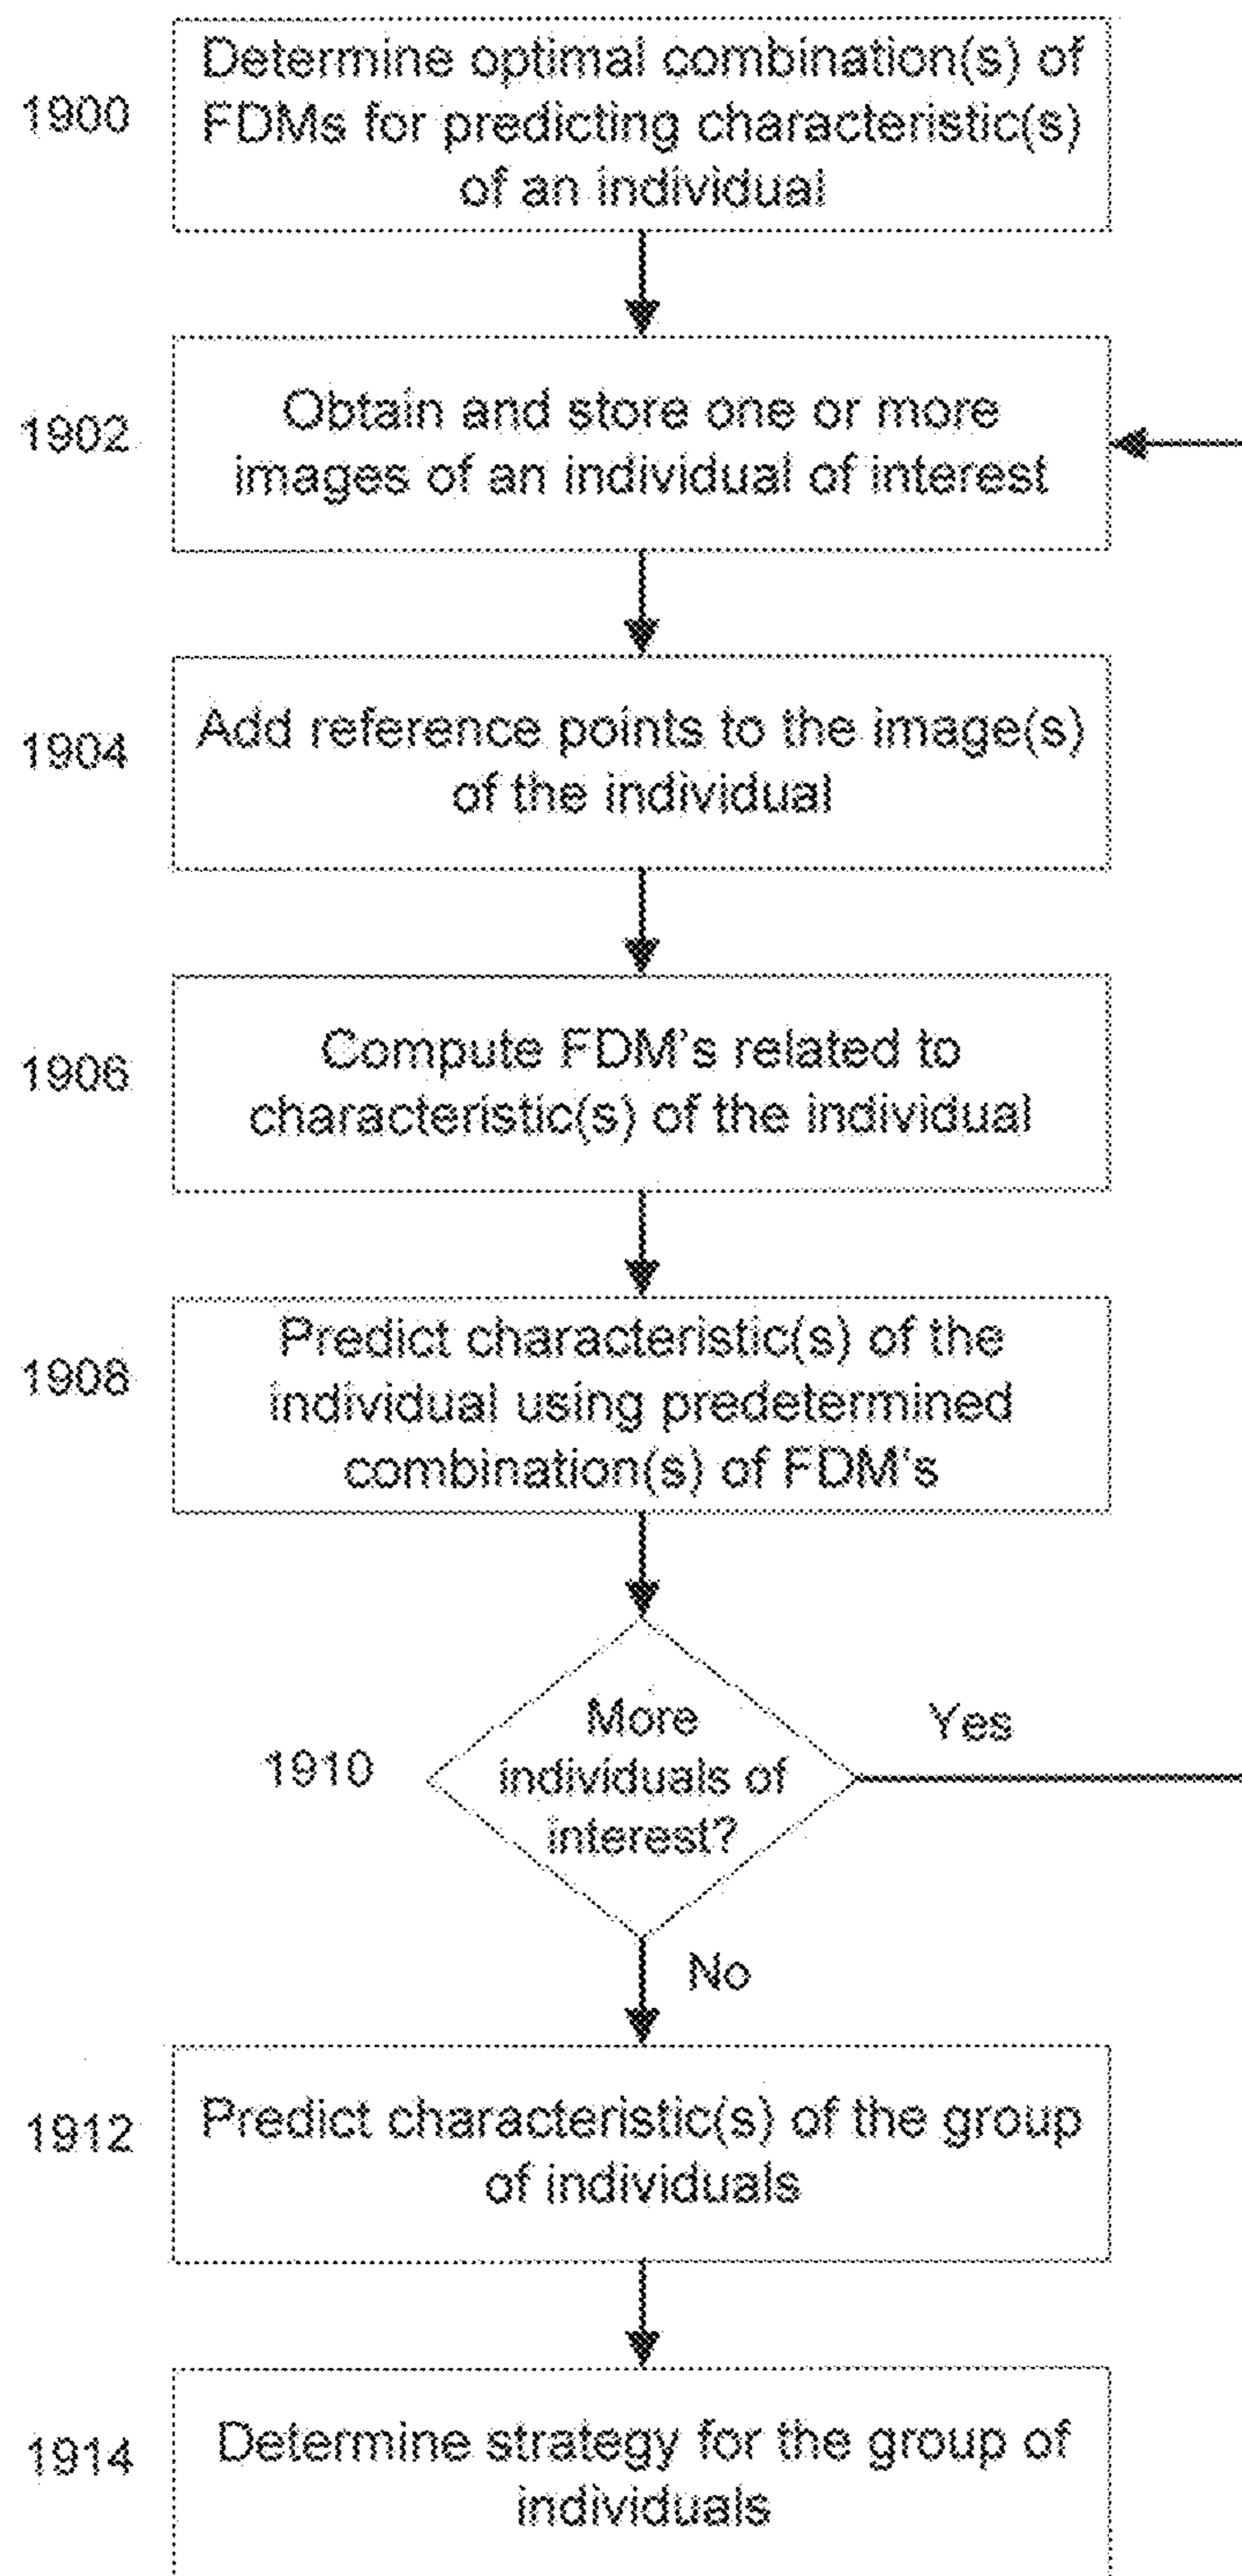 1900
Determine optimal combination(s) of
FDMs for predicting characteristic(s)
of an individual
1902
Obtain and store one or more
images of an individual of interest
1904
Add reference points to the image(s)
of the individual
1906
Compute FDM's related to
characteristic(s) of the individual
1908
Predict characteristic(s) of the
individual using predetermined
combination(s) of FDM's
1910
More
individuals of
interest?
Yes
No
1912
Predict characteristic(s) of the group
of individuals
1914
Determine strategy for the group of
individuals